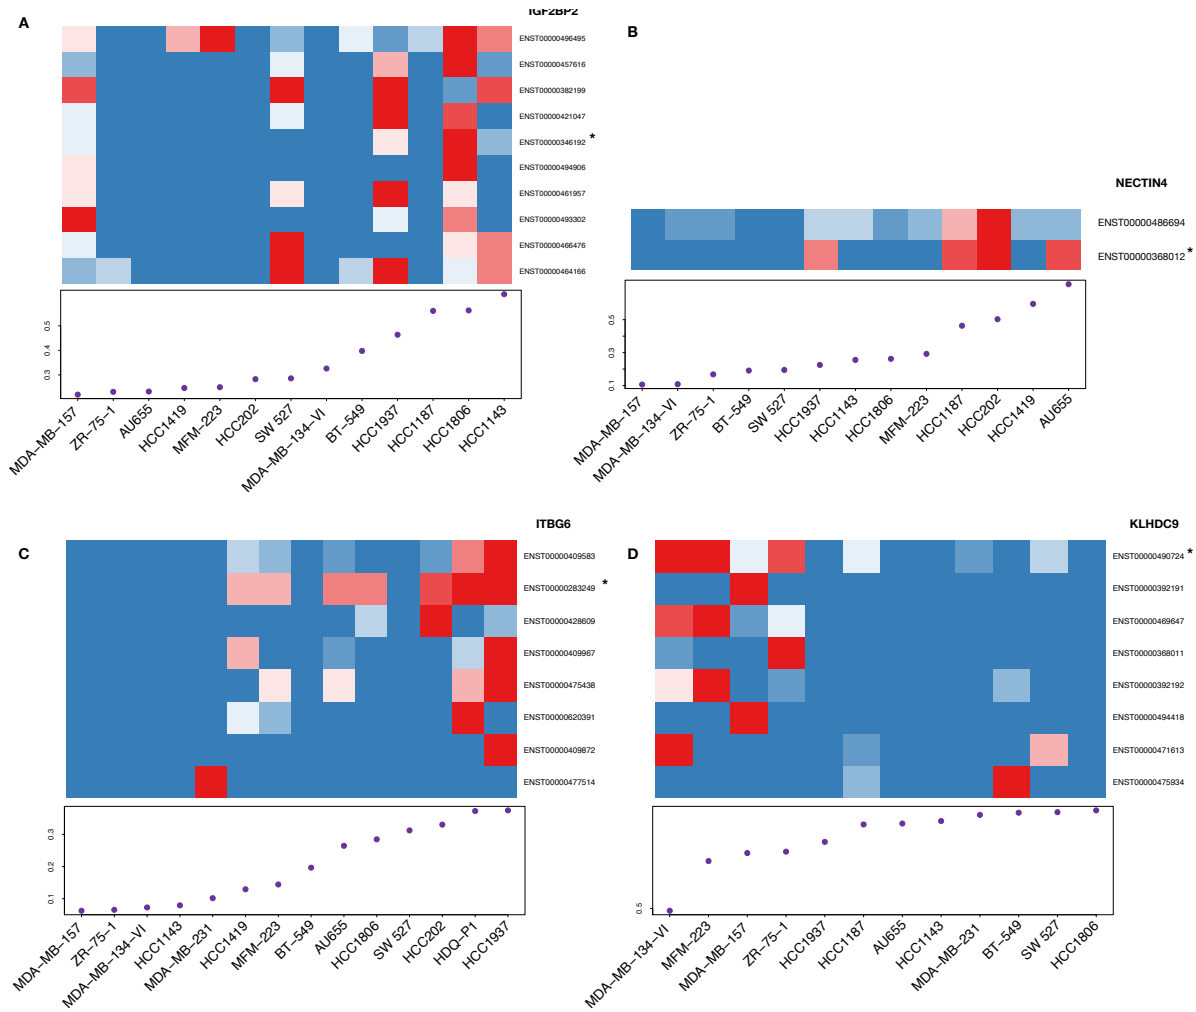 A
IGF2BP2
ENST00000496495
ENST00000457616
ENST00000382199
ENST00000421047
ENST00000346192 *
ENST00000494906
ENST00000461957
ENST00000493302
ENST00000466476
ENST00000464166
0.5
0.4
0.3
MDA-MB-157
ZR-75-1
AU655
HCC1419
MFM-223
HCC202
SW 527
MDA-MB-134-VI
BT-549
HCC1937
HCC1187
HCC1806
HCC1143
B
NECTIN4
ENST00000486694
ENST00000368012 *
0.5
0.3
0.1
MDA-MB-157
MDA-MB-134-VI
ZR-75-1
BT-549
SW 527
HCC1937
HCC1143
HCC1806
MFM-223
HCC1187
HCC202
HCC1419
AU655
C
ITBG6
ENST00000409583
ENST00000283249 *
ENST00000428609
ENST00000409967
ENST00000475438
ENST00000620391
ENST00000409872
ENST00000477514
0.3
0.2
0.1
MDA-MB-157
ZR-75-1
MDA-MB-134-VI
HCC1143
MDA-MB-231
HCC1419
MFM-223
BT-549
AU655
HCC1806
SW 527
HCC202
HDQ-P1
HCC1937
D
KLHDC9
ENST00000490724 *
ENST00000392191
ENST00000469647
ENST00000368011
ENST00000392192
ENST00000494418
ENST00000471613
ENST00000475934
0.5
MDA-MB-134-VI
MFM-223
MDA-MB-157
ZR-75-1
HCC1937
HCC1187
AU655
HCC1143
MDA-MB-231
BT-549
SW 527
HCC1806